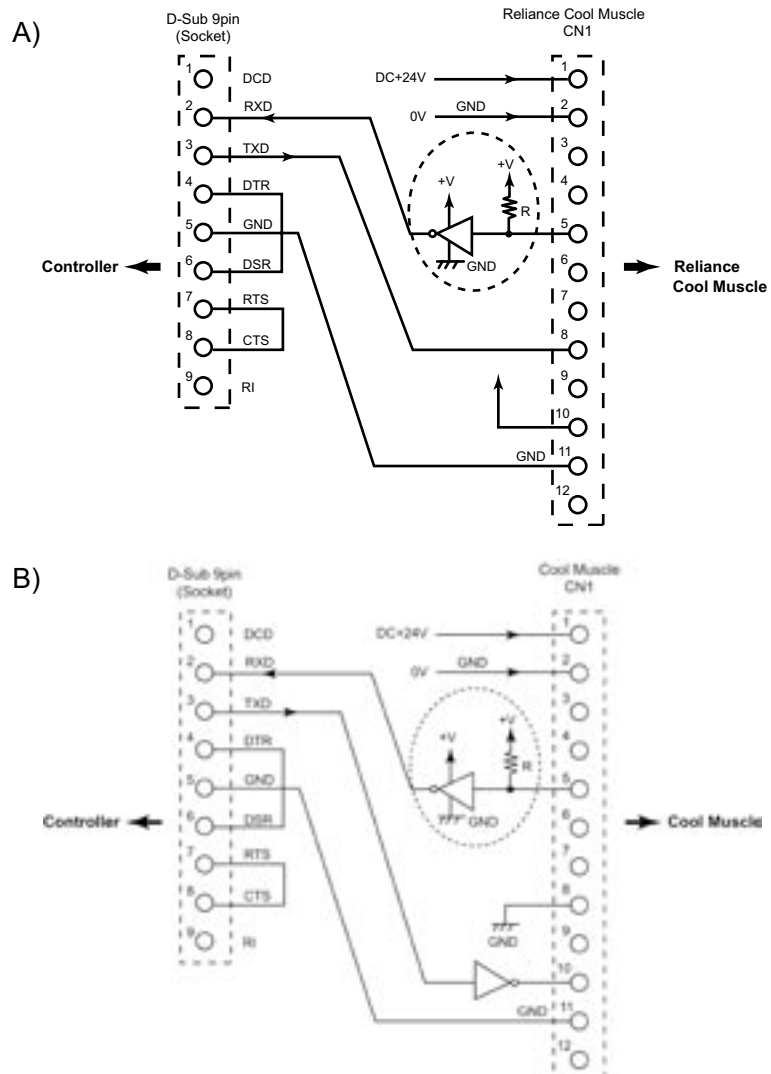 A)
D-Sub 9pin
(Socket)
Reliance Cool Muscle
CN1
1
DCD
DC+24V
1
2
RXD
0V
GND
2
3
TXD
3
4
DTR
+V
+V
R
4
5
GND
5
GND
6
DSR
6
Controller
Reliance
Cool Muscle
7
RTS
7
8
CTS
8
9
RI
9
10
GND
11
12
B)
D-Sub 9pin
(Socket)
Cool Muscle
CN1
1
DCD
DC+24V
1
2
RXD
0V
GND
2
3
TXD
3
4
DTR
+V
+V
R
4
5
GND
5
GND
6
DSR
6
Controller
Cool Muscle
7
RTS
7
8
CTS
8
GND
9
RI
9
10
GND
11
12